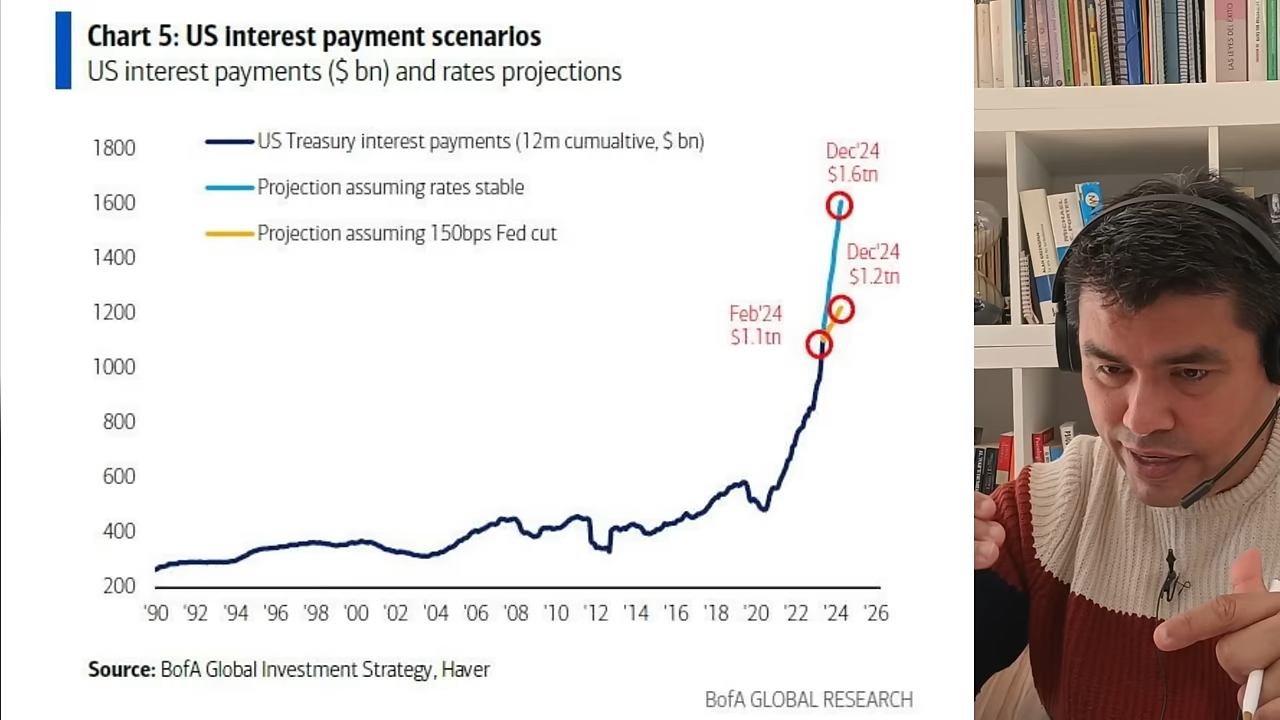 Chart 5: US interest payment scenarios
US interest payments ($ bn) and rates projections
US Treasury interest payments (12m cumualtive, $ bn)
Projection assuming rates stable
Projection assuming 150bps Fed cut
1800
1600
1400
1200
1000
800
600
400
200
Dec'24
$1.6tn
Dec'24
$1.2tn
Feb'24
$1.1tn
'90 '92 '94 '96 '98 '00 '02 '04 '06 '08 '10 '12 '14 '16 '18 '20 '22 '24 '26
Source: BofA Global Investment Strategy, Haver
BofA GLOBAL RESEARCH
LAS LEYES DEL ÉXITO